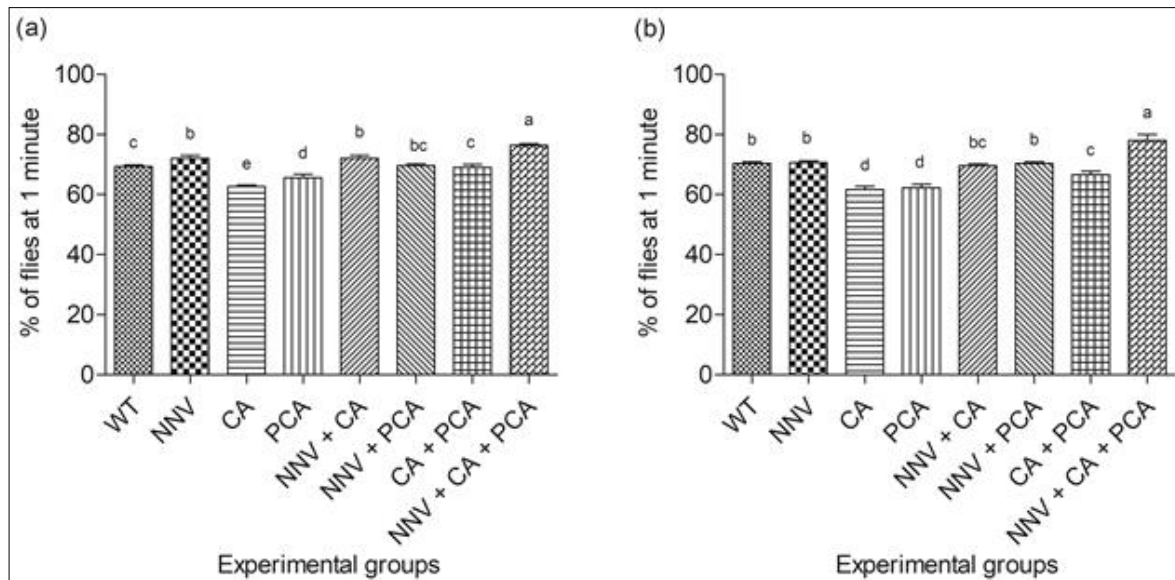 (a)
% of flies at 1 minute
100
80
60
40
20
0
c
b
e
d
b
bc
c
a
WT
NNV
CA
PCA
NNV + CA
NNV + PCA
CA + PCA
NNV + CA + PCA
Experimental groups
(b)
% of flies at 1 minute
100
80
60
40
20
0
b
b
d
d
bc
b
c
a
WT
NNV
CA
PCA
NNV + CA
NNV + PCA
CA + PCA
NNV + CA + PCA
Experimental groups